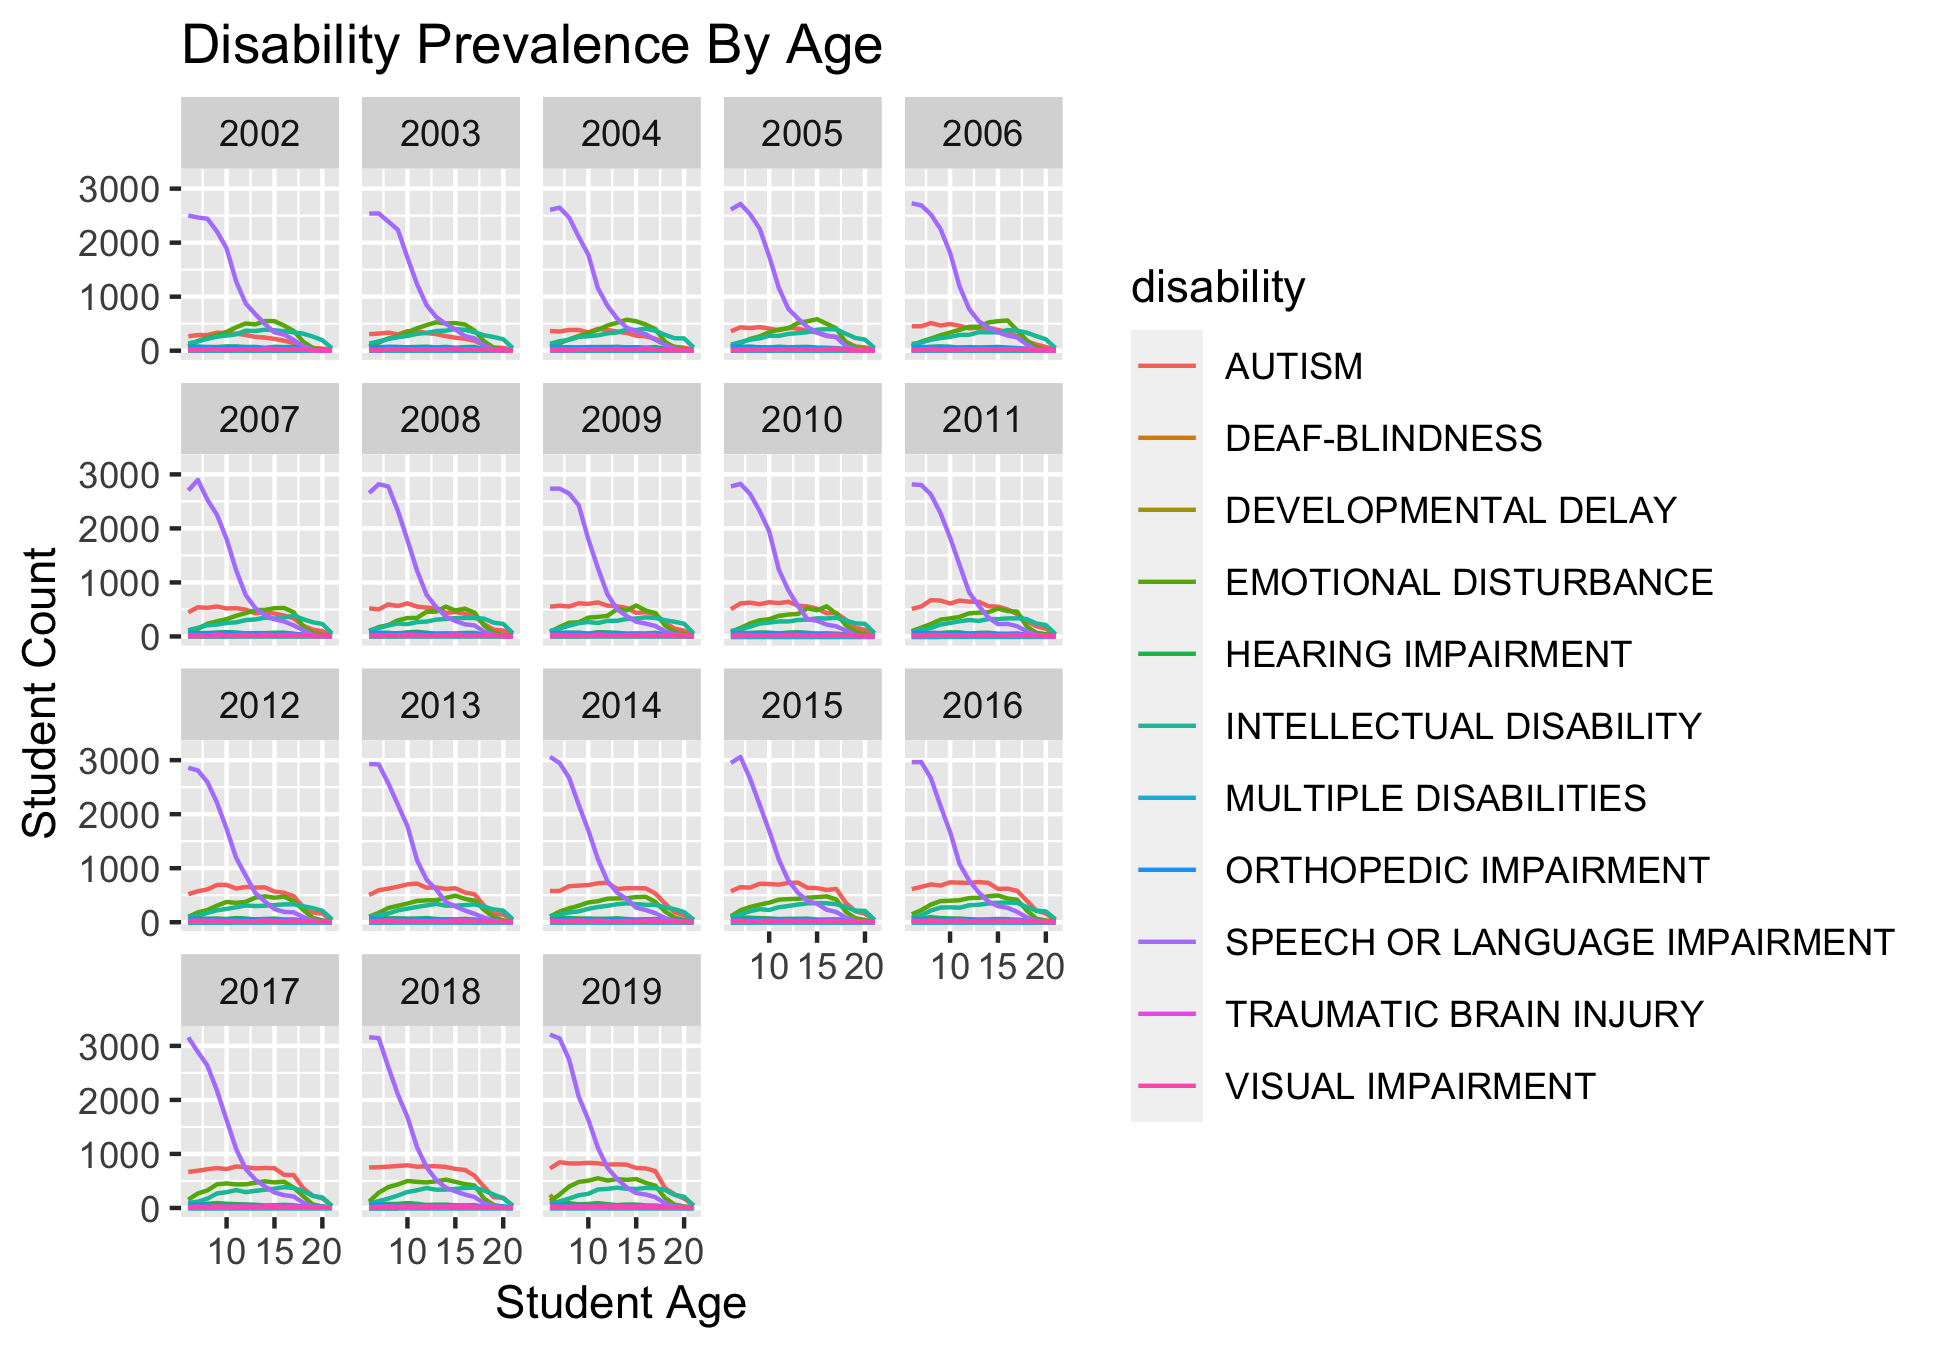 Disability Prevalence By Age
2002 2003 2004 2005 2006
3000
2000
1000
0
2007 2008 2009 2010 2011
3000
2000
1000
0
2012 2013 2014 2015 2016
3000
2000
1000
0
10 15 20 10 15 20
2017 2018 2019
3000
2000
1000
0
10 15 20 10 15 20 10 15 20
Student Age
Student Count
disability
AUTISM
DEAF-BLINDNESS
DEVELOPMENTAL DELAY
EMOTIONAL DISTURBANCE
HEARING IMPAIRMENT
INTELLECTUAL DISABILITY
MULTIPLE DISABILITIES
ORTHOPEDIC IMPAIRMENT
SPEECH OR LANGUAGE IMPAIRMENT
TRAUMATIC BRAIN INJURY
VISUAL IMPAIRMENT